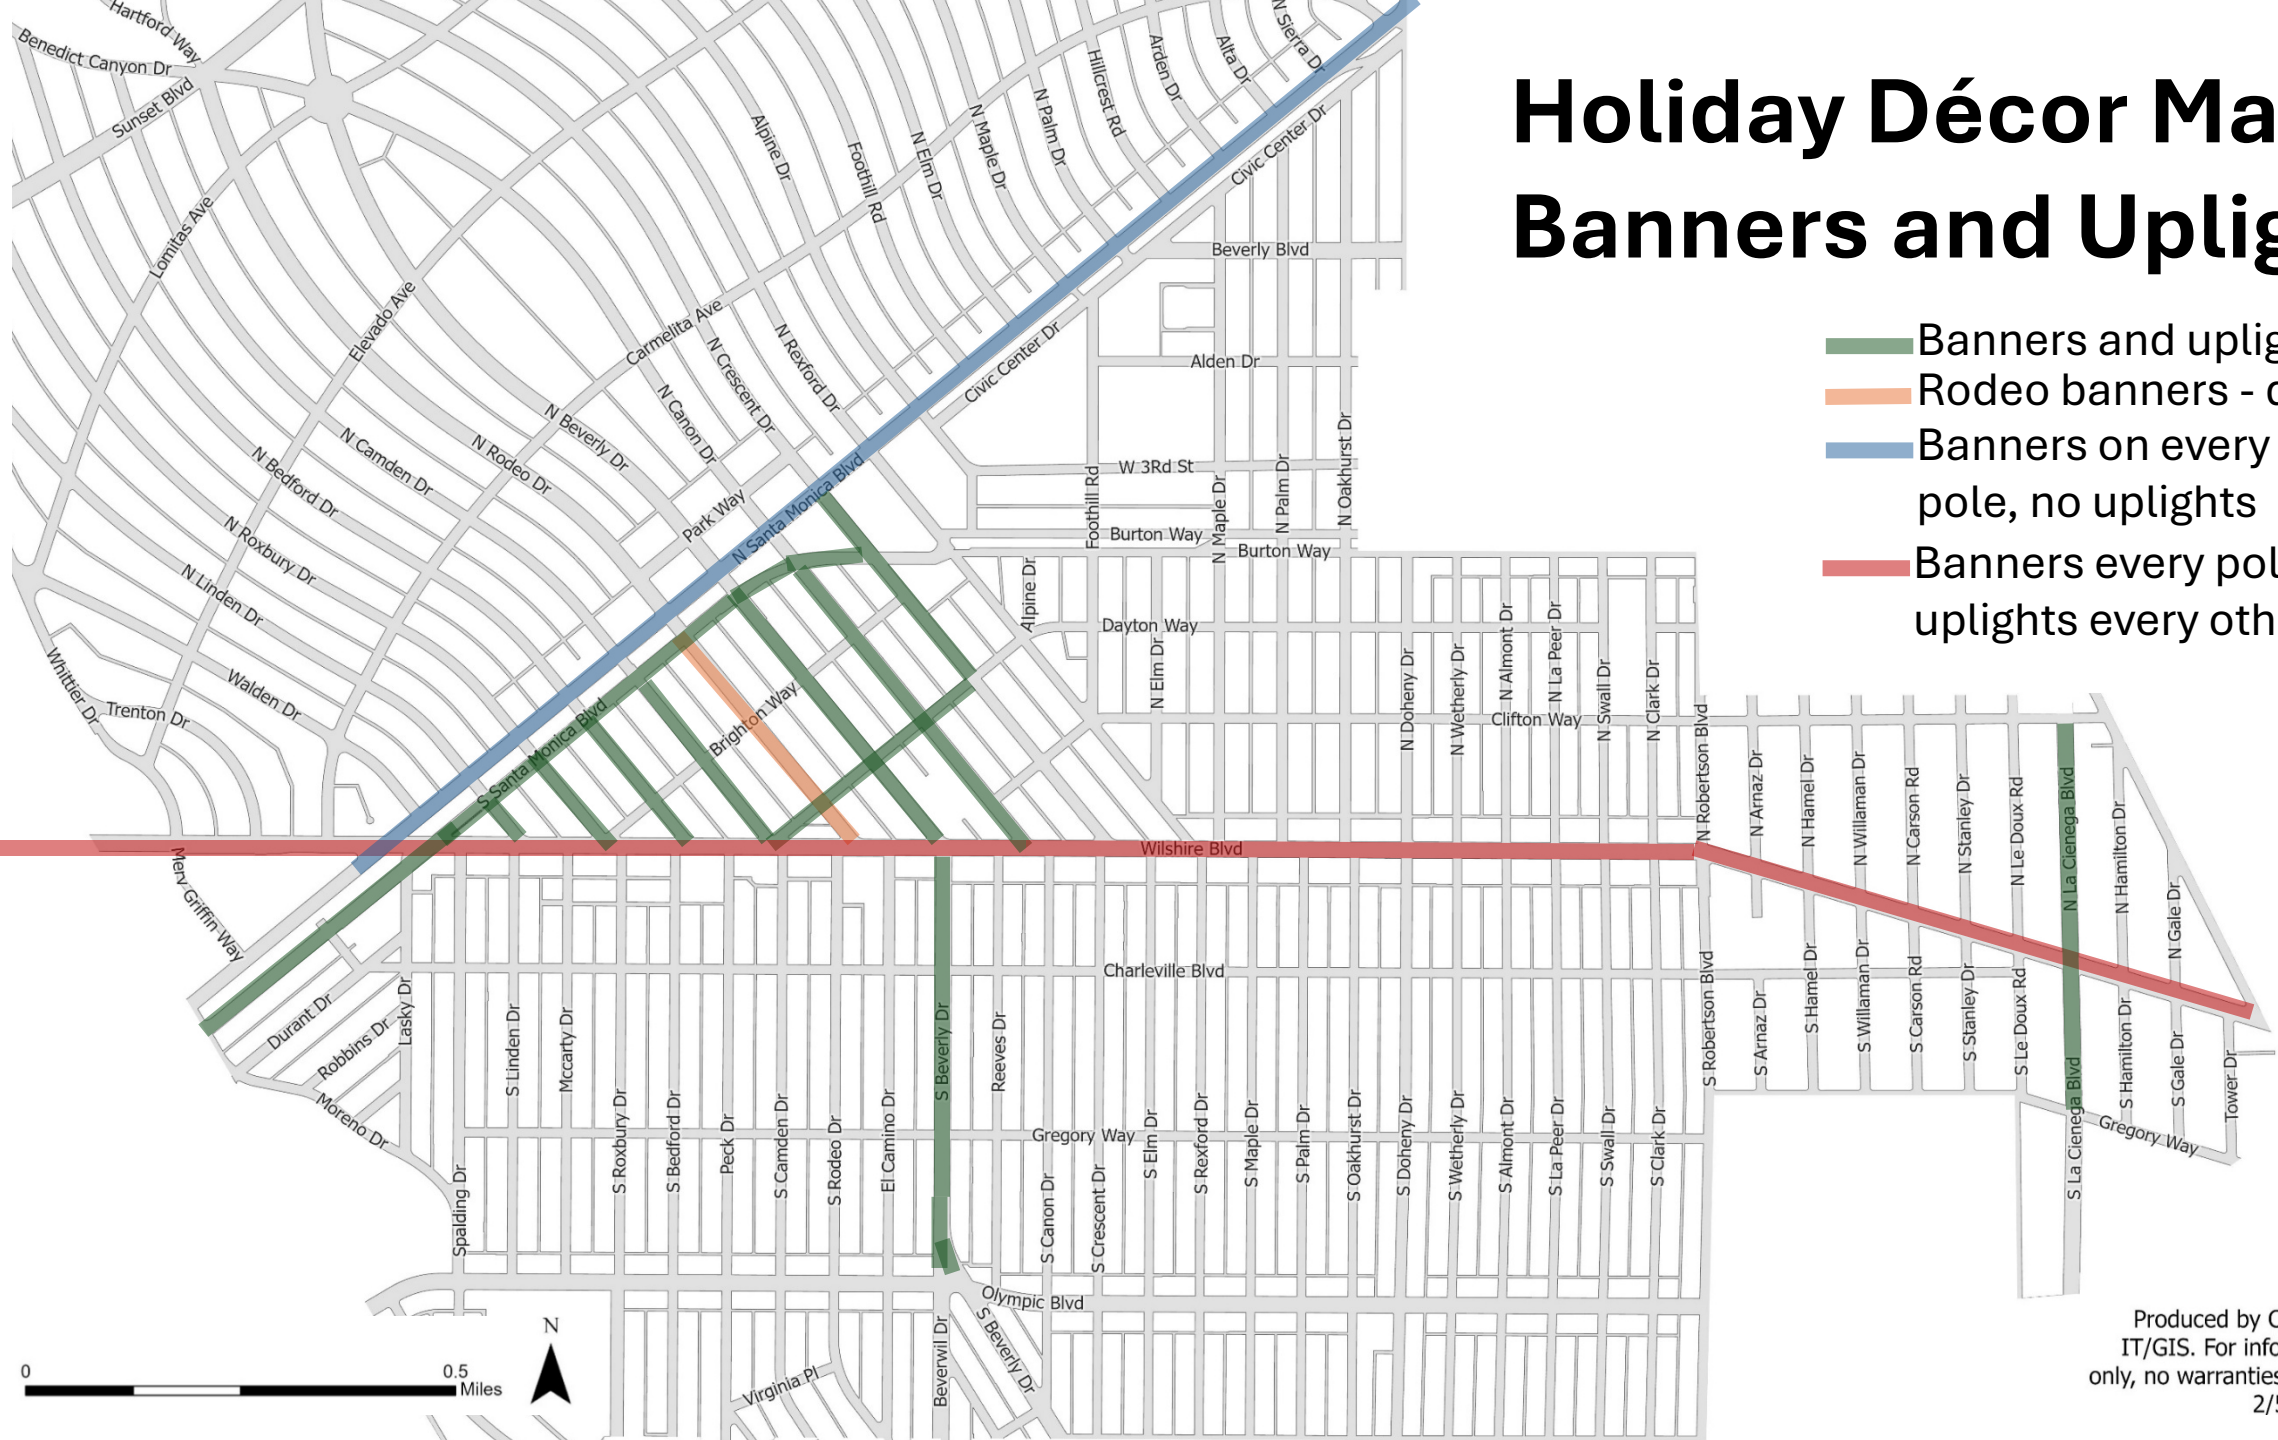 Holiday Décor Ma
Banners and Uplig
Banners and uplig
Rodeo banners -
Banners on every
pole, no uplights
Banners every pol
uplights every oth
Hartford Way
Benedict Canyon Dr
Sunset Blvd
Lomitas Ave
Elevado Ave
Carmelita Ave
Alpine Dr
Foothill Rd
N Elm Dr
N Maple Dr
N Palm Dr
Hillcrest Rd
Arden Dr
Alta Dr
N Sierra Dr
Civic Center Dr
Beverly Blvd
Alden Dr
Civic Center Dr
N Rexford Dr
N Crescent Dr
N Canon Dr
N Beverly Dr
N Rodeo Dr
N Camden Dr
N Bedford Dr
N Roxbury Dr
N Linden Dr
Walden Dr
Trenton Dr
Whittier Dr
Park Way
N Santa Monica Blvd
S Santa Monica Blvd
Brighton Way
W 3Rd St
Foothill Rd
N Maple Dr
N Palm Dr
N Oakhurst Dr
Burton Way
Burton Way
Alpine Dr
Dayton Way
N Elm Dr
N Doheny Dr
N Wetherly Dr
N Almont Dr
N La Peer Dr
N Swall Dr
N Clark Dr
Clifton Way
N Robertson Blvd
N Arnaz Dr
N Hamel Dr
N Willaman Dr
N Carson Rd
N Stanley Dr
N Le Doux Rd
N La Cienega Blvd
N Hamilton Dr
N Gale Dr
Wilshire Blvd
Merv Griffin Way
Durant Dr
Robbins Dr
Lasky Dr
Moreno Dr
Spalding Dr
S Linden Dr
Mccarty Dr
S Roxbury Dr
S Bedford Dr
Peck Dr
S Camden Dr
S Rodeo Dr
El Camino Dr
S Beverly Dr
Reeves Dr
Charleville Blvd
Gregory Way
S Canon Dr
S Crescent Dr
S Elm Dr
S Rexford Dr
S Maple Dr
S Palm Dr
S Oakhurst Dr
S Doheny Dr
S Wetherly Dr
S Almont Dr
S La Peer Dr
S Swall Dr
S Clark Dr
S Robertson Blvd
S Arnaz Dr
S Hamel Dr
S Willaman Dr
S Carson Rd
S Stanley Dr
S Le Doux Rd
S La Cienega Blvd
S La Cienega Blvd
S Hamilton Dr
S Gale Dr
Tower Dr
Gregory Way
Olympic Blvd
S Beverly Dr
Beverwil Dr
Virginia Pl
N
0
0.5
Miles
Produced by C
IT/GIS. For info
only, no warranties
2/5